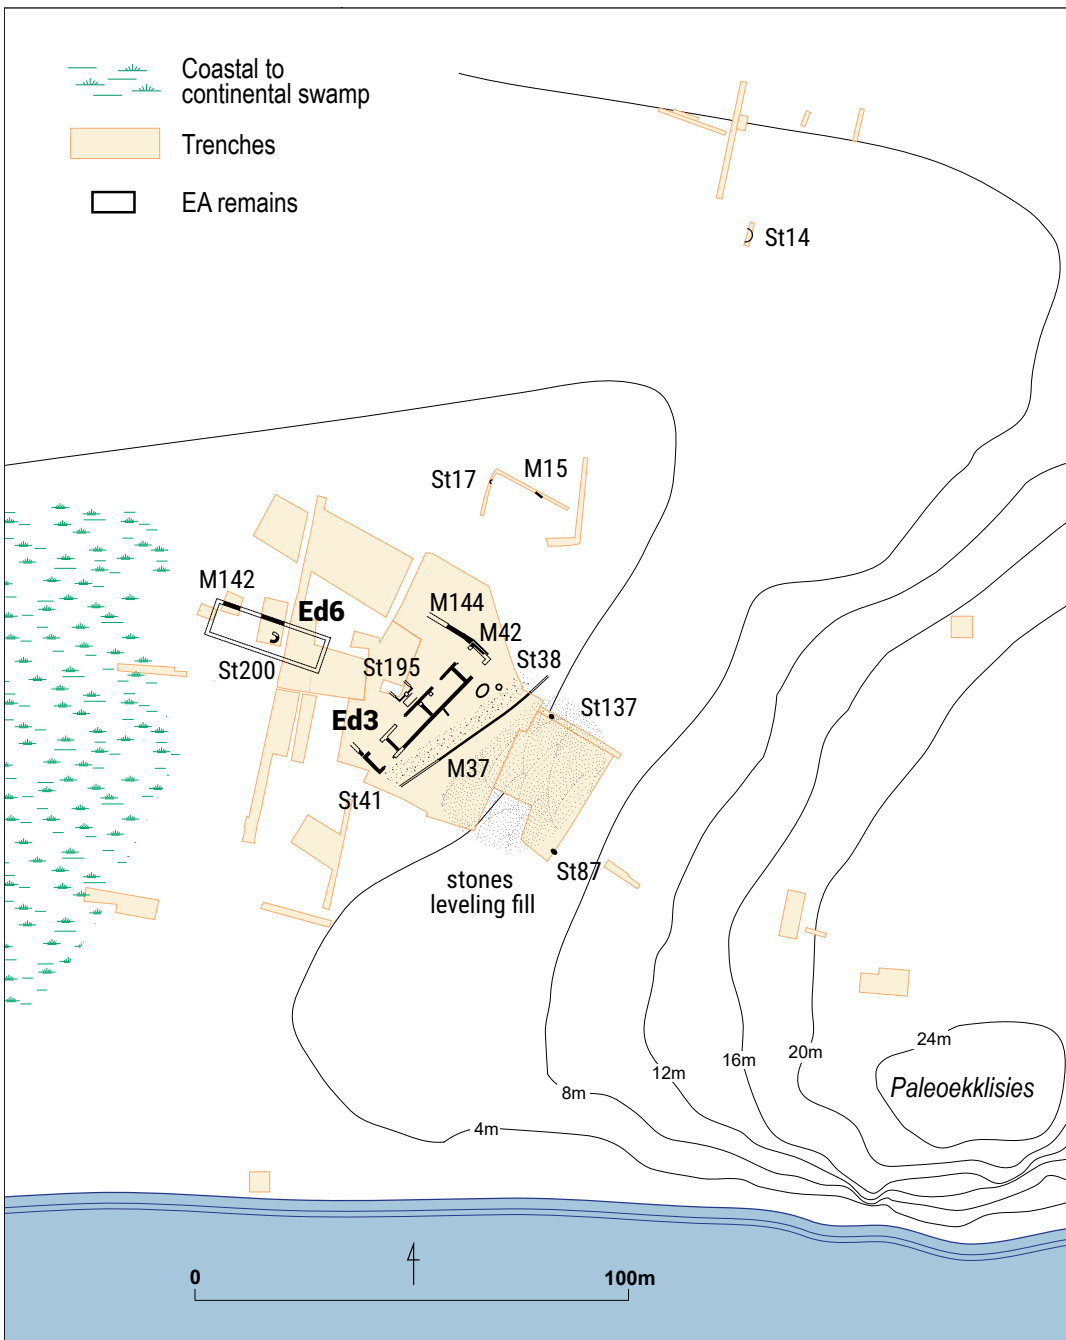 Coastal to
continental swamp
Trenches
EA remains
St14
St17
M15
M142
Ed6
M144
M42
St200
St195
St38
Ed3
St137
M37
St41
St87
stones
leveling fill
24m
20m
16m
12m
8m
4m
Paleoekklisies
0
100m